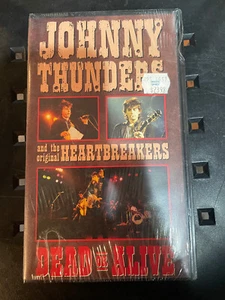 JOHNNY
THUNDERS
and the
original HEARTBREAKERS
DEAD OR ALIVE